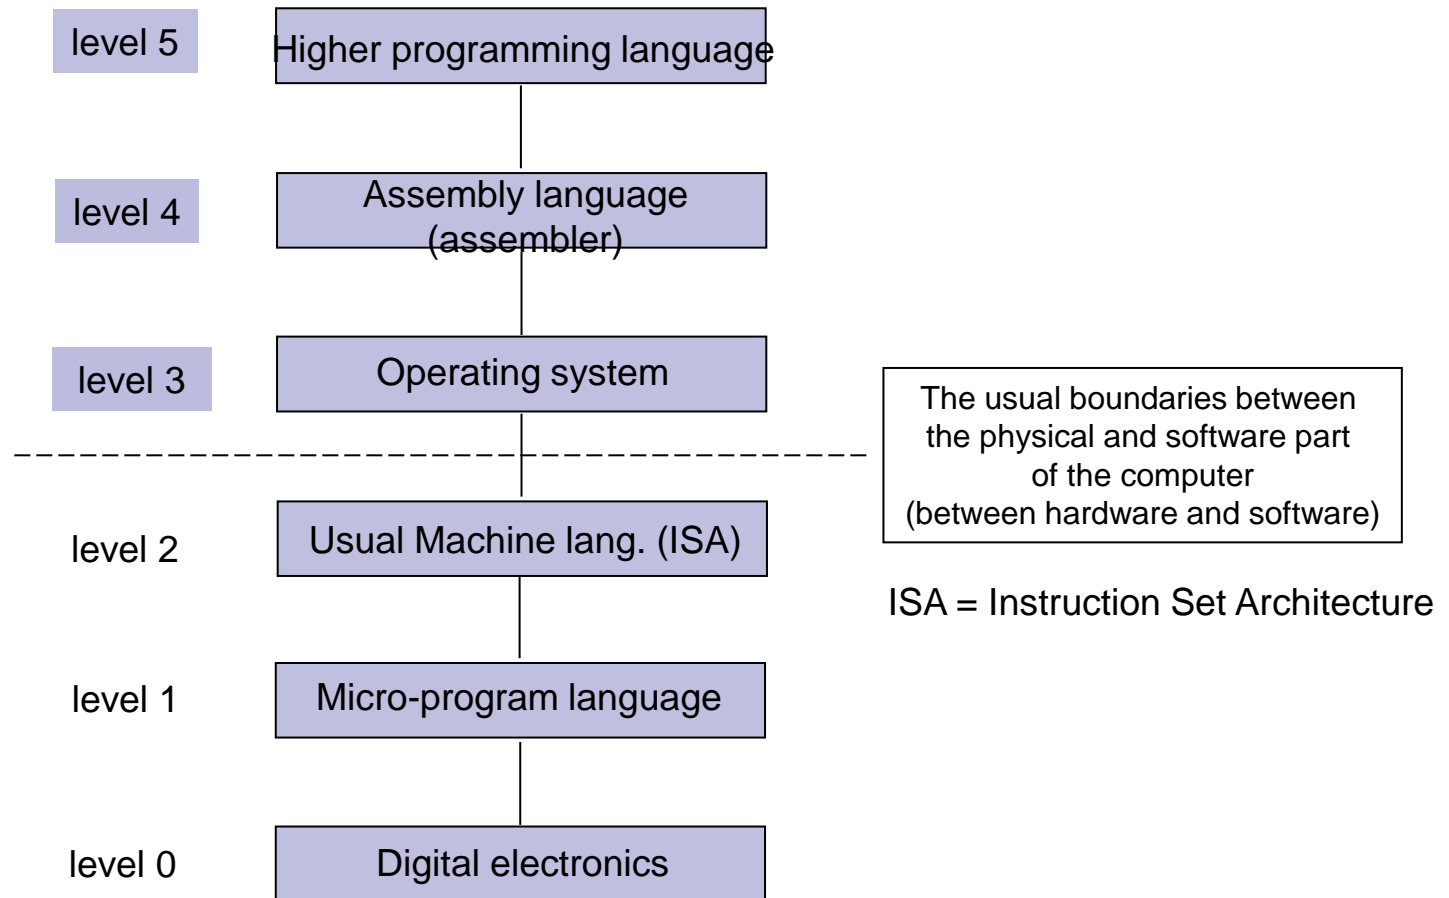 level 5
Higher programming language
level 4
Assembly language
(assembler)
level 3
Operating system
The usual boundaries between
the physical and software part
of the computer
(between hardware and software)
level 2
Usual Machine lang. (ISA)
ISA = Instruction Set Architecture
level 1
Micro-program language
level 0
Digital electronics